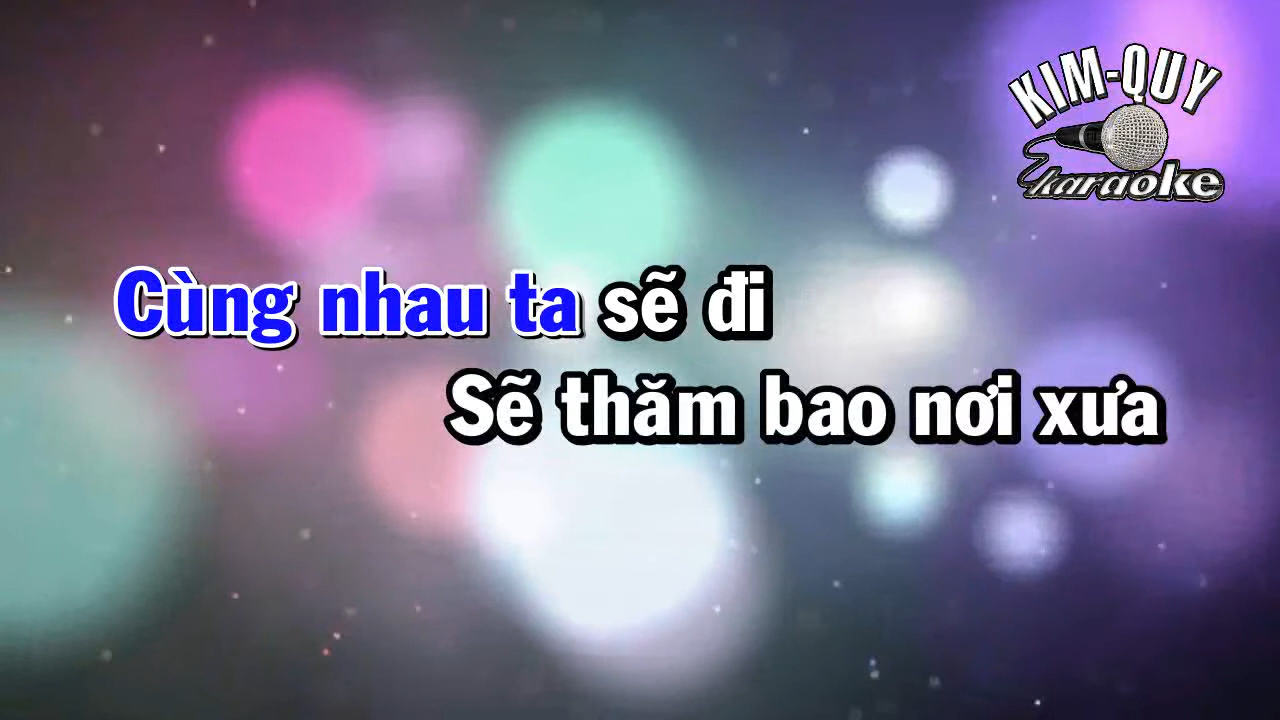 KIM-QUY
karaoke
Cùng nhau ta sẽ đi
Sẽ thăm bao nơi xưa